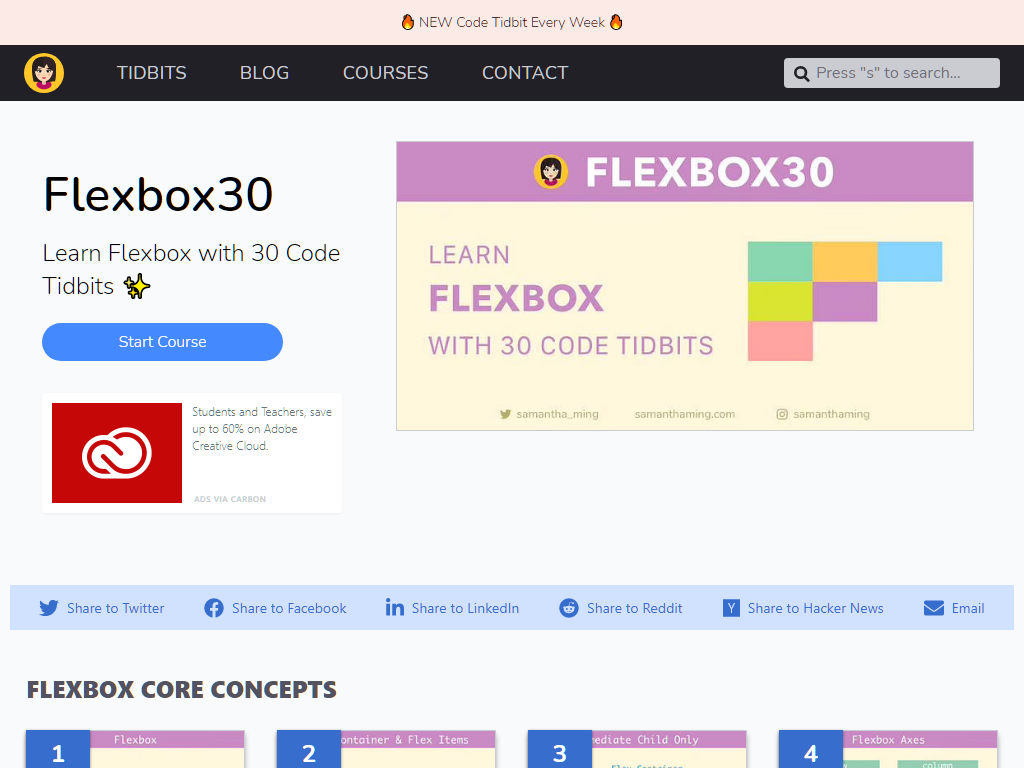 🔥 NEW Code Tidbit Every Week 🔥
TIDBITS BLOG COURSES CONTACT Press "s" to search...
Flexbox30
Learn Flexbox with 30 Code
Tidbits ✨
Start Course
Students and Teachers, save
up to 60% on Adobe
Creative Cloud.
ADS VIA CARBON
FLEXBOX30
LEARN
FLEXBOX
WITH 30 CODE TIDBITS
samantha_ming samanthaming.com samanthaming
Share to Twitter Share to Facebook Share to LinkedIn Share to Reddit Share to Hacker News Email
FLEXBOX CORE CONCEPTS
1 Flexbox
2 ontainer & Flex Items
3 mediate Child Only
4 Flexbox Axes
column